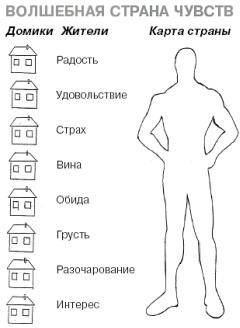 ВОЛШЕБНАЯ СТРАНА ЧУВСТВ
Домики Жители Карта страны
Радость
Удовольствие
Страх
Вина
Обида
Грусть
Разочарование
Интерес